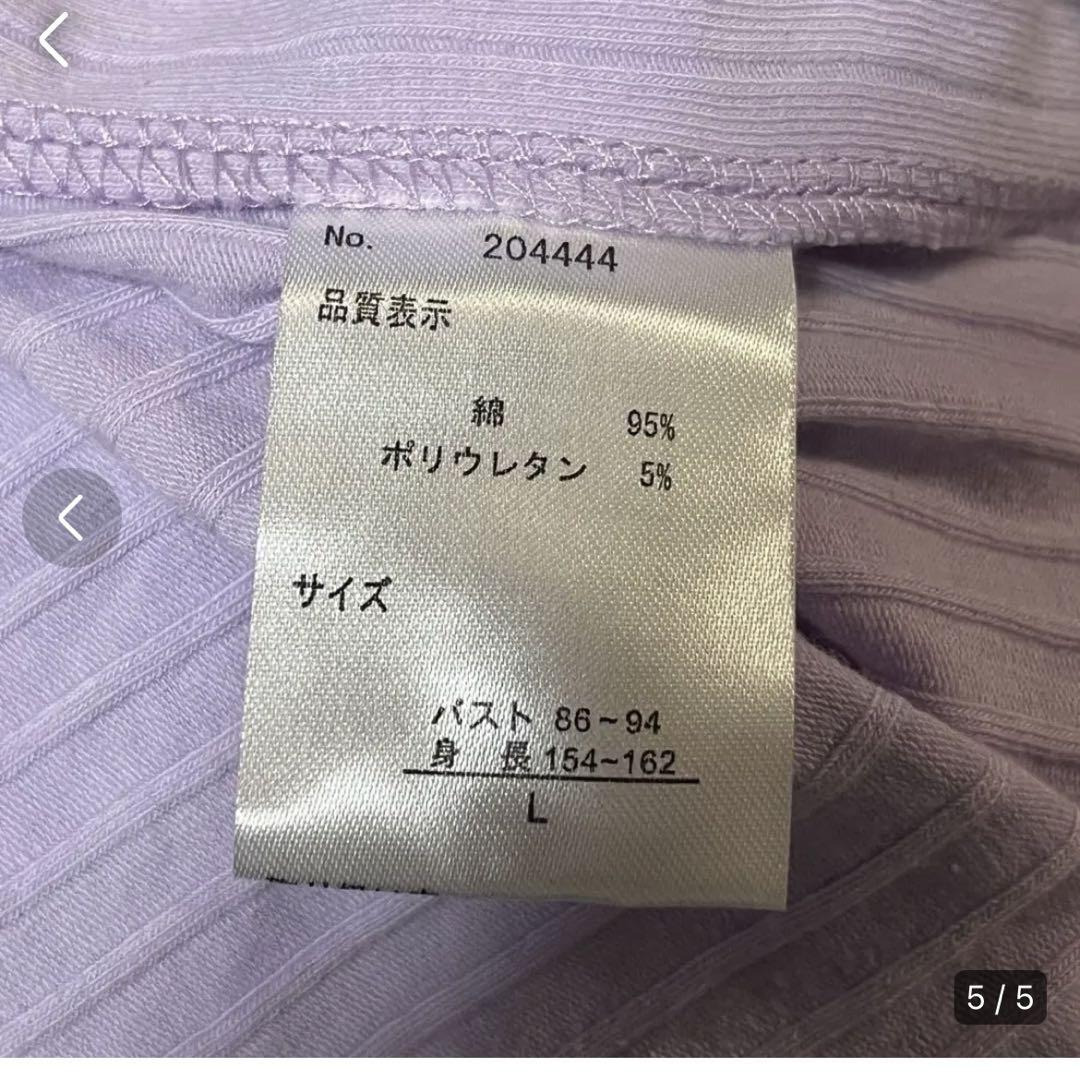 No. 204444
品質表示
綿 95%
ポリウレタン 5%
サイズ
バスト 86~94
身 長 154~162
L
5 / 5